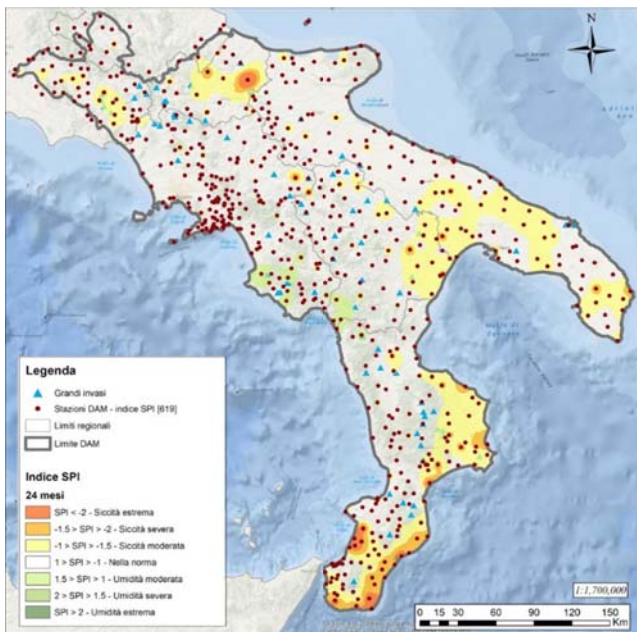 N
Legenda
Grandi invasi
Stazioni DAM - indice SPI [619]
Limiti regionali
Limite DAM
Indice SPI
24 mesi
SPI < -2 - Siccità estrema
-1.5 > SPI > -2 - Siccità severa
-1 > SPI > -1.5 - Siccità moderata
1 > SPI > -1 - Nella norma
1.5 > SPI > 1 - Umidità moderata
2 > SPI > 1.5 - Umidità severa
SPI > 2 - Umidità estrema
1:1,700,000
0 15 30 60 90 120 150
Km